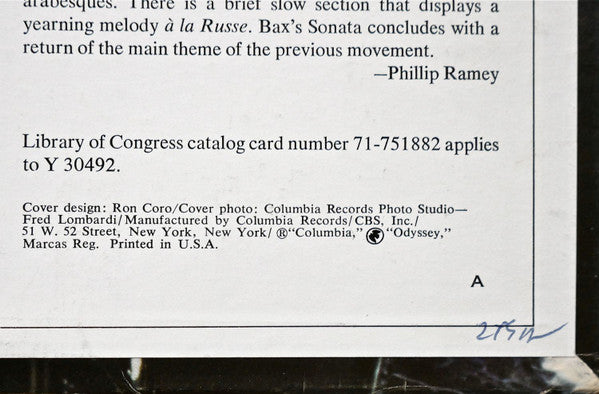 arabesques. There is a brief slow section that displays a
yearning melody à la Russe. Bax's Sonata concludes with a
return of the main theme of the previous movement.
—Phillip Ramey
Library of Congress catalog card number 71-751882 applies
to Y 30492.
Cover design: Ron Coro/Cover photo: Columbia Records Photo Studio—
Fred Lombardi/Manufactured by Columbia Records/CBS, Inc./
51 W. 52 Street, New York, New York/ ®"Columbia," "Odyssey,"
Marcas Reg. Printed in U.S.A.
A